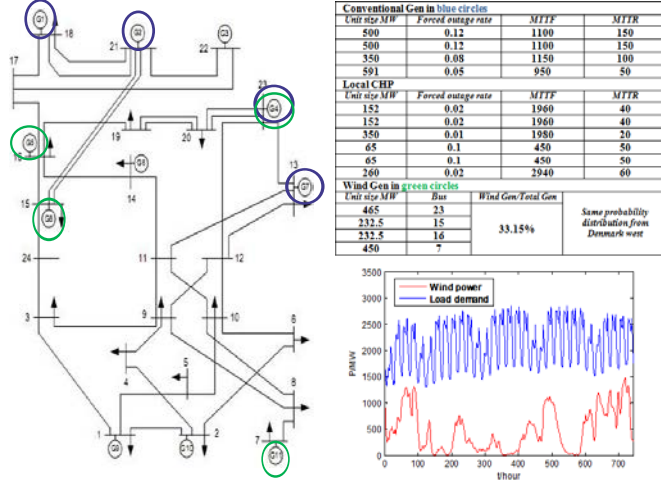 G1
18
G2
21
G3
22
17
23
G4
19
20
G5
16
G6
14
13
G7
15
24
11
12
3
9
10
6
4
5
8
1
G9
G10
2
7
G11
Conventional Gen in blue circles
Unit size MW Forced outage rate MTTF MTTR
500 0.12 1100 150
500 0.12 1100 150
350 0.08 1150 100
591 0.05 950 50
Local CHP
Unit size MW Forced outage rate MTTF MTTR
152 0.02 1960 40
152 0.02 1960 40
350 0.01 1980 20
65 0.1 450 50
65 0.1 450 50
260 0.02 2940 60
Wind Gen in green circles
Unit size MW Bus Wind Gen/Total Gen
465 23
232.5 15
232.5 16
450 7
33.15%
Same probability
distribution from
Denmark west
Wind power
Load demand
3500
3000
2500
2000
1500
1000
500
0
P/MW
0 100 200 300 400 500 600 700
t/hour